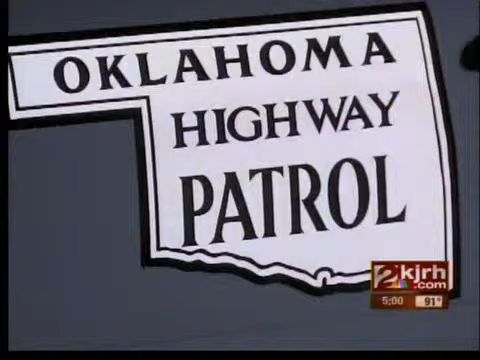 OKLAHOMA
HIGHWAY
PATROL
2 kjrh
.com
5:00 91°